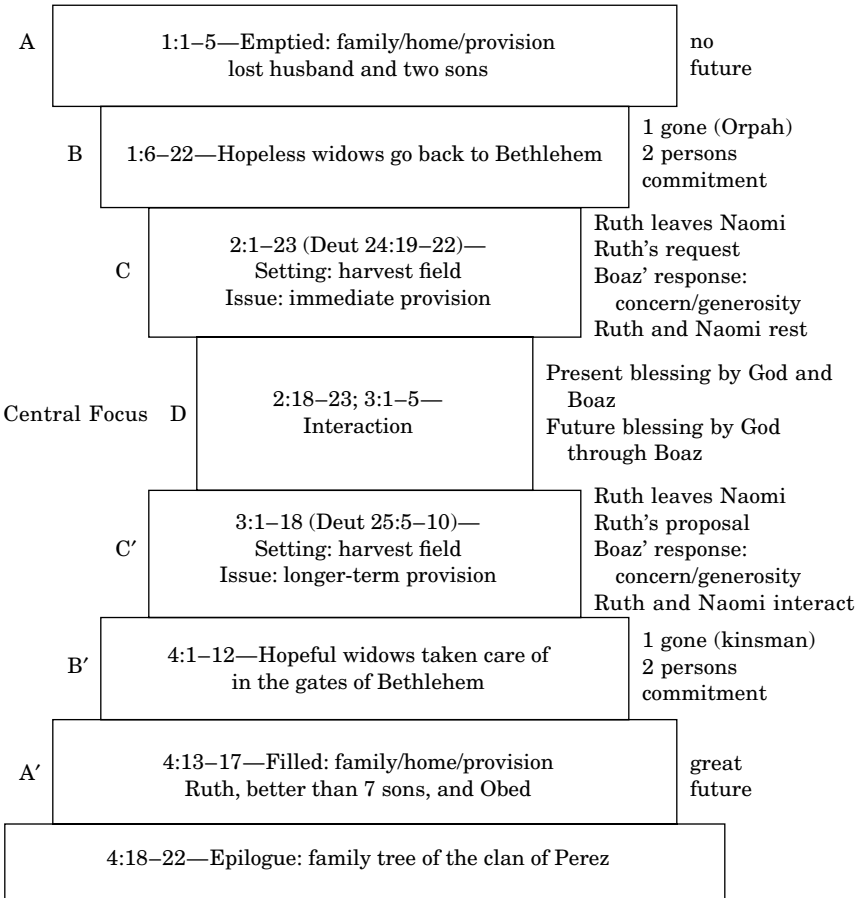 A
1:1–5—Emptied: family/home/provision
lost husband and two sons
no
future
B
1:6–22—Hopeless widows go back to Bethlehem
1 gone (Orpah)
2 persons
commitment
C
2:1–23 (Deut 24:19–22)—
Setting: harvest field
Issue: immediate provision
Ruth leaves Naomi
Ruth’s request
Boaz’ response:
concern/generosity
Ruth and Naomi rest
Central Focus D
2:18–23; 3:1–5—
Interaction
Present blessing by God and
Boaz
Future blessing by God
through Boaz
C′
3:1–18 (Deut 25:5–10)—
Setting: harvest field
Issue: longer-term provision
Ruth leaves Naomi
Ruth’s proposal
Boaz’ response:
concern/generosity
Ruth and Naomi interact
B′
4:1–12—Hopeful widows taken care of
in the gates of Bethlehem
1 gone (kinsman)
2 persons
commitment
A′
4:13–17—Filled: family/home/provision
Ruth, better than 7 sons, and Obed
great
future
4:18–22—Epilogue: family tree of the clan of Perez